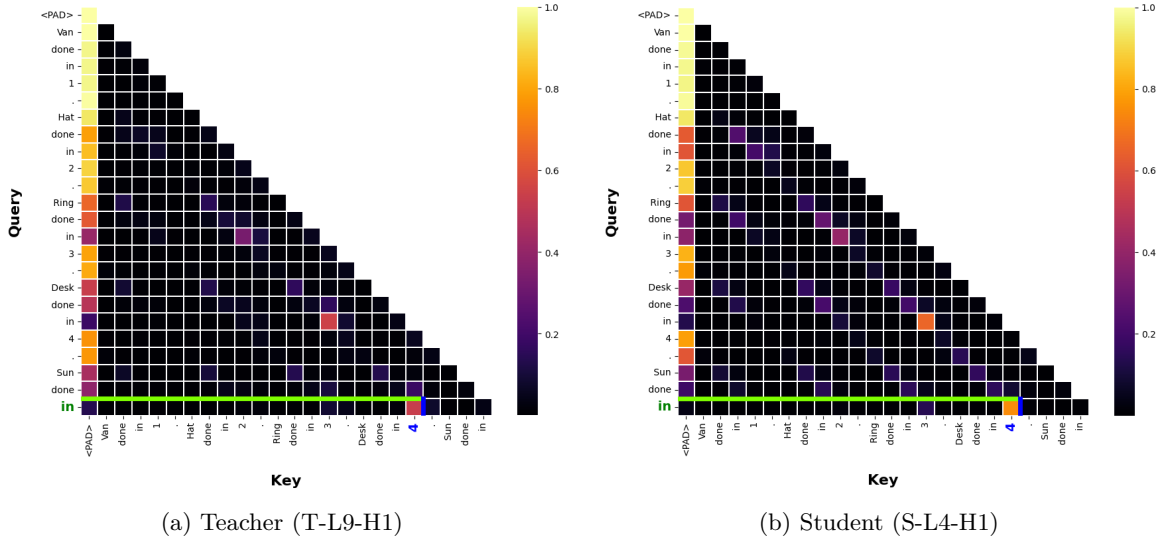 <PAD>
Van
done
in
1
.
Hat
done
in
2
.
Ring
done
in
3
.
Desk
done
in
4
.
Sun
done
in
Query
<PAD>
Van
done
in
1
.
Hat
done
in
2
.
Ring
done
in
3
.
Desk
done
in
4
.
Sun
done
in
Key
1.0
0.8
0.6
0.4
0.2
(a) Teacher (T-L9-H1)
<PAD>
Van
done
in
1
.
Hat
done
in
2
.
Ring
done
in
3
.
Desk
done
in
4
.
Sun
done
in
Query
<PAD>
Van
done
in
1
.
Hat
done
in
2
.
Ring
done
in
3
.
Desk
done
in
4
.
Sun
done
in
Key
1.0
0.8
0.6
0.4
0.2
(b) Student (S-L4-H1)